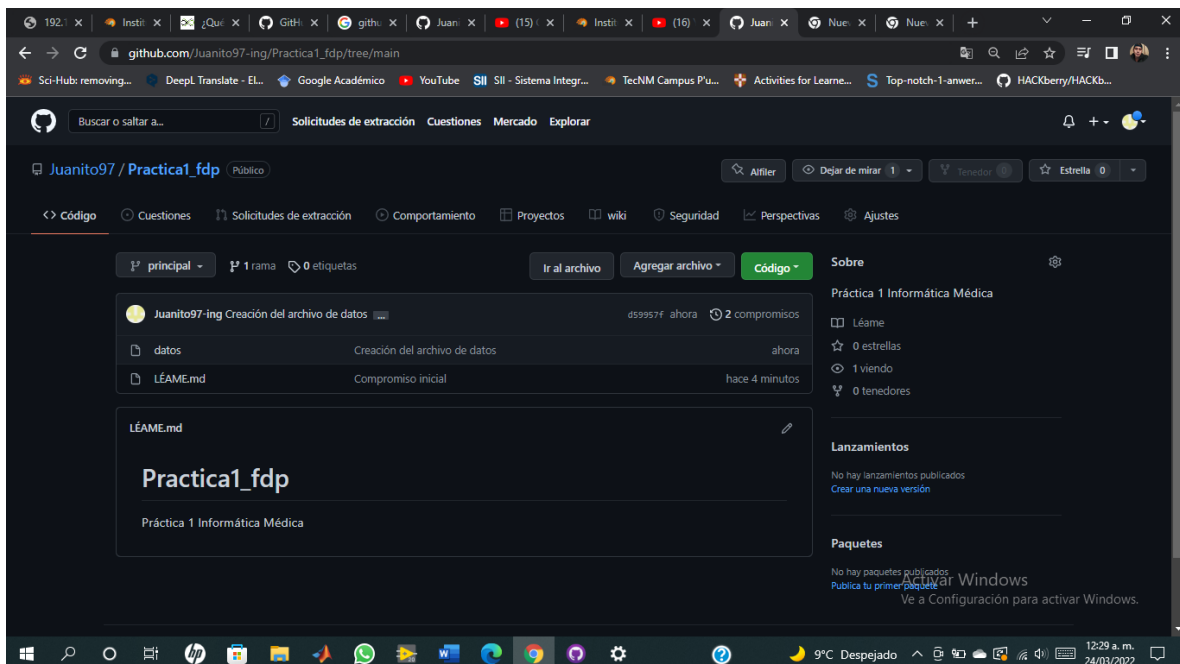 192.1 Instit ¿Qué GitHu githu Juani (15) ( Instit (16) Juani Nuev Nuev
github.com/Juanito97-ing/Practica1_fdp/tree/main
Sci-Hub: removing... DeepL Translate - El... Google Académico YouTube SII SII - Sistema Integr... TecNM Campus P'u... Activities for Learne... Top-notch-1-anwer... HACKberry/HACKb...
Buscar o saltar a... / Solicitudes de extracción Cuestiones Mercado Explorar
Juanito97 / Practica1_fdp Público Alfiler Dejar de mirar 1 Tenedor 0 Estrella 0
Código Cuestiones Solicitudes de extracción Comportamiento Proyectos wiki Seguridad Perspectivas Ajustes
principal 1 rama 0 etiquetas Ir al archivo Agregar archivo Código
Juanito97-ing Creación del archivo de datos ... d59957f ahora 2 compromisos
datos Creación del archivo de datos ahora
LÉAME.md Compromiso inicial hace 4 minutos
LÉAME.md
Practica1_fdp
Práctica 1 Informática Médica
Sobre
Práctica 1 Informática Médica
Léame
0 estrellas
1 viendo
0 tenedores
Lanzamientos
No hay lanzamientos publicados
Crear una nueva versión
Paquetes
No hay paquetes publicados
Publica tu primer paquete
Activar Windows
Ve a Configuración para activar Windows.
hp
9°C Despejado 12:29 a. m.
24/03/2022